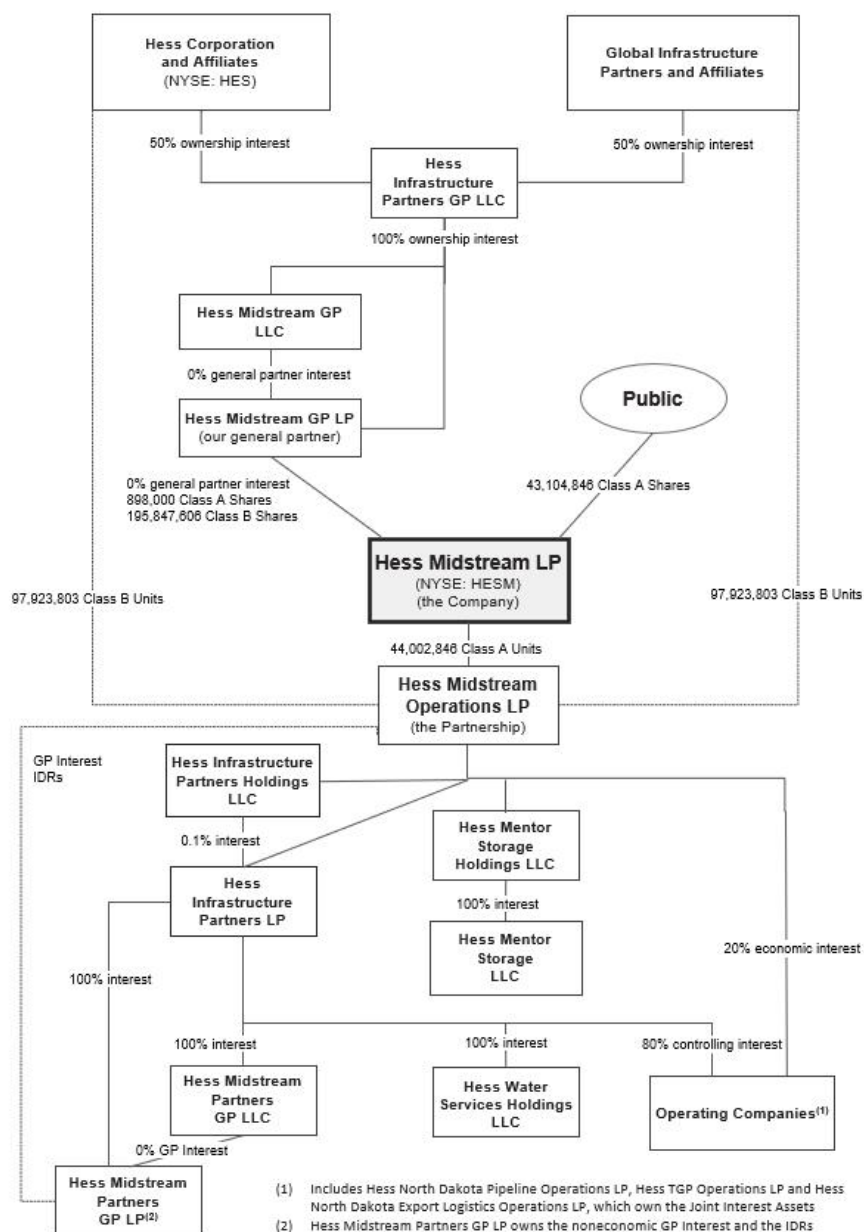 Hess Corporation
and Affiliates
(NYSE: HES)
Global Infrastructure
Partners and Affiliates
50% ownership interest
50% ownership interest
Hess
Infrastructure
Partners GP LLC
100% ownership interest
Hess Midstream GP
LLC
0% general partner interest
Hess Midstream GP LP
(our general partner)
Public
0% general partner interest
898,000 Class A Shares
195,847,606 Class B Shares
43,104,846 Class A Shares
Hess Midstream LP
(NYSE: HESM)
(the Company)
97,923,803 Class B Units
97,923,803 Class B Units
44,002,846 Class A Units
Hess Midstream
Operations LP
(the Partnership)
GP Interest
IDRs
Hess Infrastructure
Partners Holdings
LLC
0.1% interest
Hess
Infrastructure
Partners LP
Hess Mentor
Storage
Holdings LLC
100% interest
Hess Mentor
Storage
LLC
20% economic interest
100% interest
100% interest
100% interest
80% controlling interest
Hess Midstream
Partners
GP LLC
Hess Water
Services Holdings
LLC
Operating Companies(1)
0% GP Interest
Hess Midstream
Partners
GP LP(2)
(1) Includes Hess North Dakota Pipeline Operations LP, Hess TGP Operations LP and Hess
North Dakota Export Logistics Operations LP, which own the Joint Interest Assets
(2) Hess Midstream Partners GP LP owns the noneconomic GP Interest and the IDRs